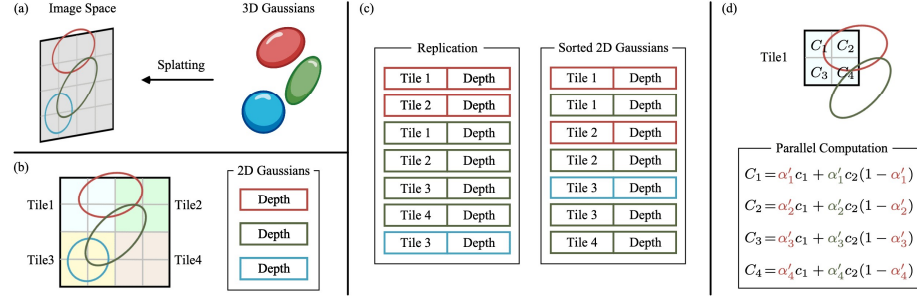 (a)
Image Space
3D Gaussians
Splatting
(b)
Tile1
Tile2
Tile3
Tile4
2D Gaussians
Depth
Depth
Depth
(c)
Replication
Tile 1 Depth
Tile 2 Depth
Tile 1 Depth
Tile 2 Depth
Tile 3 Depth
Tile 4 Depth
Tile 3 Depth
Sorted 2D Gaussians
Tile 1 Depth
Tile 1 Depth
Tile 2 Depth
Tile 2 Depth
Tile 3 Depth
Tile 3 Depth
Tile 4 Depth
(d)
Tile1
C₁ C₂
C₃ C₄
Parallel Computation
C₁=α′₁c₁ + α′₁c₂(1- α′₁)
C₂=α′₂c₁ + α′₂c₂(1- α′₂)
C₃=α′₃c₁ + α′₃c₂(1- α′₃)
C₄=α′₄c₁ + α′₄c₂(1- α′₄)